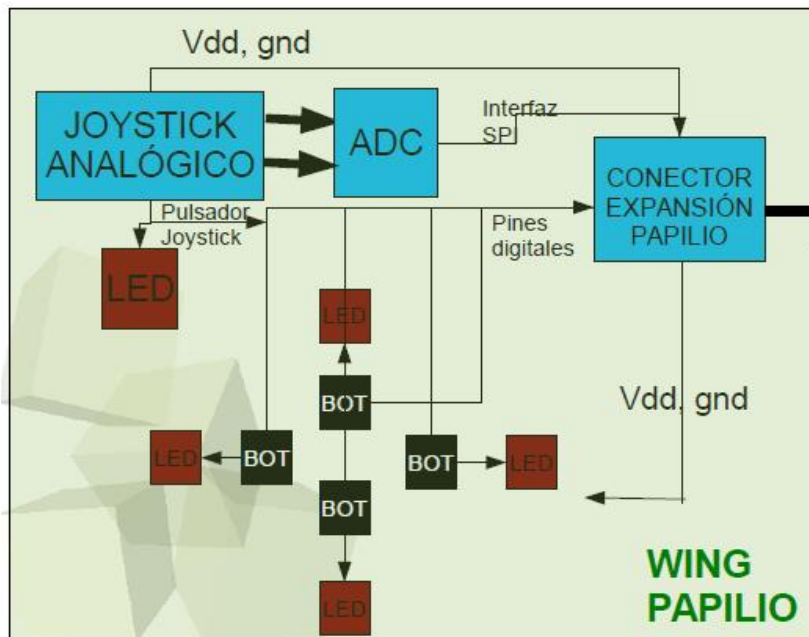 Vdd, gnd
JOYSTICK
ANALÓGICO
ADC
Interfaz
SPI
CONECTOR
EXPANSIÓN
PAPILIO
Pulsador
Joystick
Pines
digitales
LED
LED
BOT
Vdd, gnd
LED
BOT
BOT
LED
BOT
LED
WING
PAPILIO